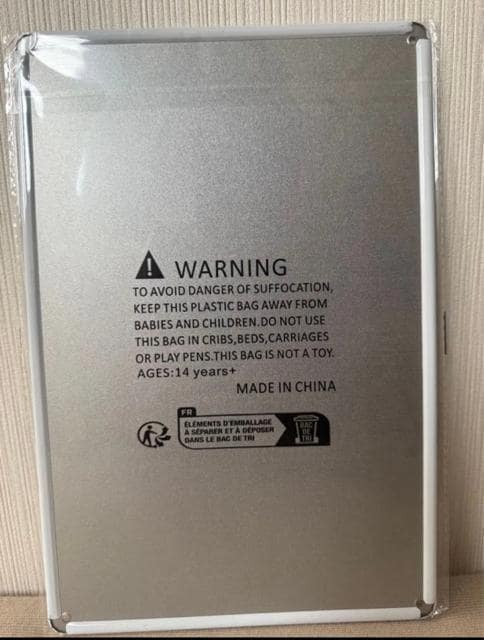 WARNING
TO AVOID DANGER OF SUFFOCATION,
KEEP THIS PLASTIC BAG AWAY FROM
BABIES AND CHILDREN.DO NOT USE
THIS BAG IN CRIBS,BEDS,CARRIAGES
OR PLAY PENS.THIS BAG IS NOT A TOY.
AGES:14 years+
MADE IN CHINA
FR
ÉLÉMENTS D'EMBALLAGE
À SÉPARER ET À DÉPOSER
DANS LE BAC DE TRI
BAC
DE
TRI